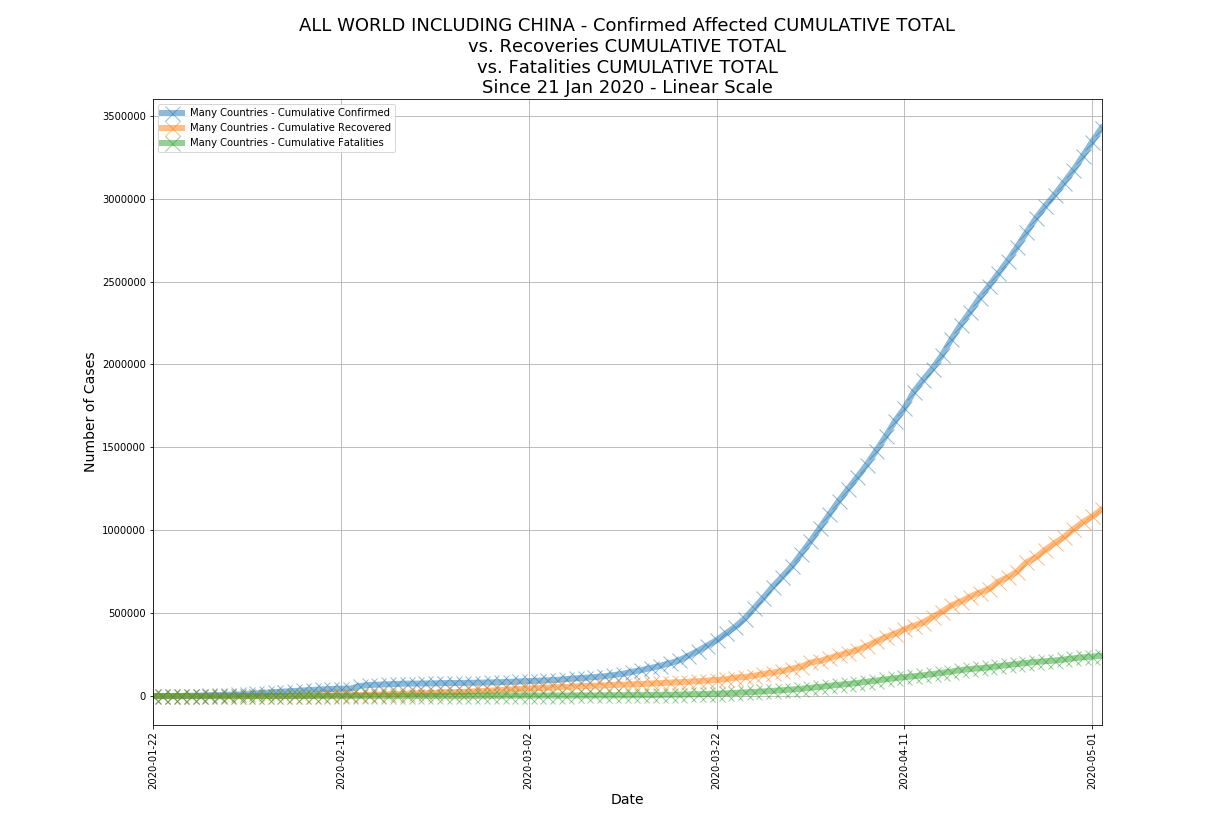 ALL WORLD INCLUDING CHINA - Confirmed Affected CUMULATIVE TOTAL
vs. Recoveries CUMULATIVE TOTAL
vs. Fatalities CUMULATIVE TOTAL
Since 21 Jan 2020 - Linear Scale
Many Countries - Cumulative Confirmed
Many Countries - Cumulative Recovered
Many Countries - Cumulative Fatalities
Number of Cases
3500000
3000000
2500000
2000000
1500000
1000000
500000
0
2020-01-22
2020-02-11
2020-03-02
2020-03-22
2020-04-11
2020-05-01
Date